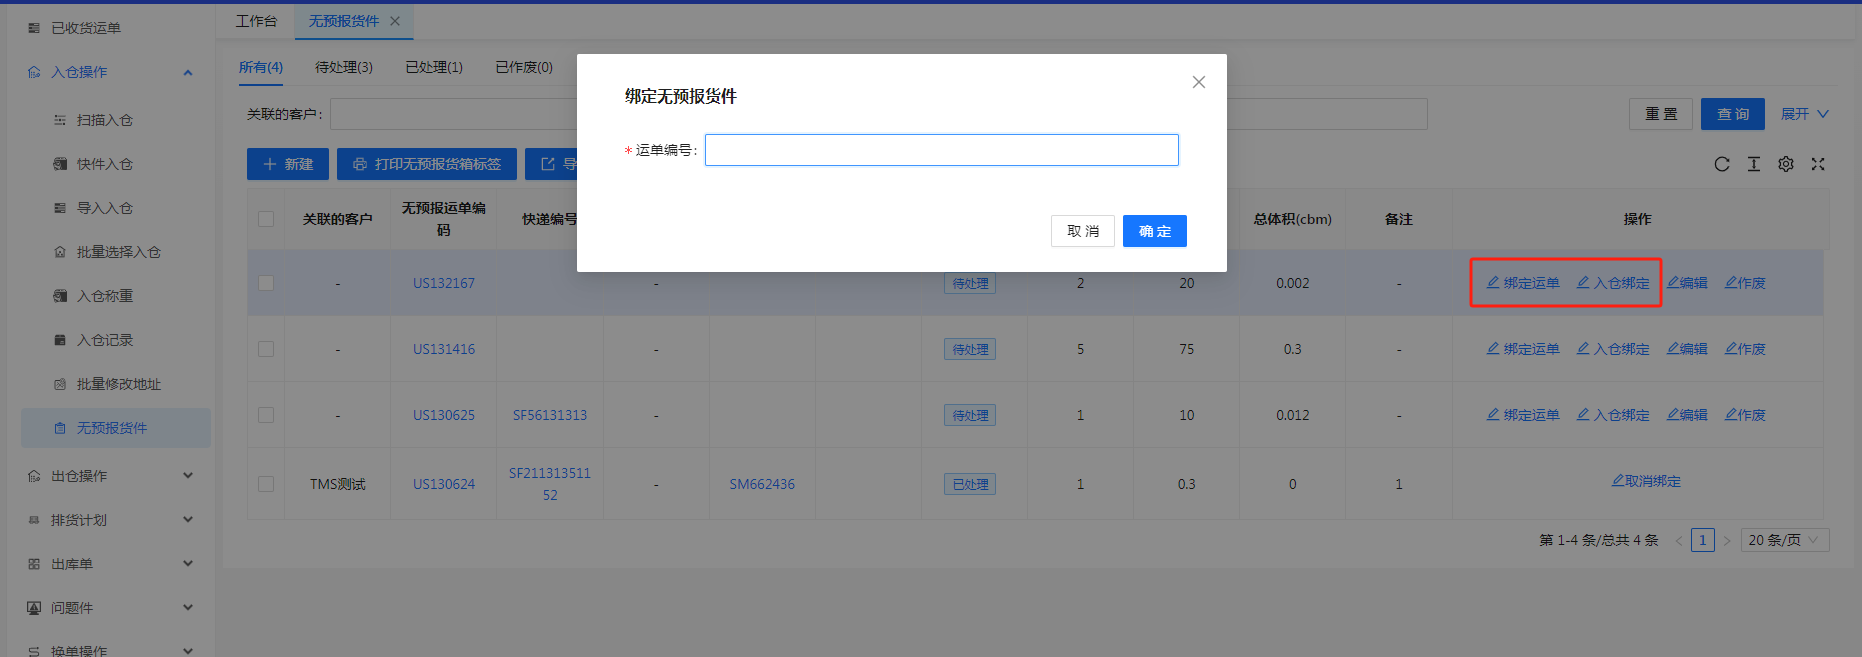 已收货运单
入仓操作
扫描入仓
快件入仓
导入入仓
批量选择入仓
入仓称重
入仓记录
批量修改地址
无预报货件
出仓操作
排货计划
出库单
问题件
换单操作
工作台 无预报货件
所有(4) 待处理(3) 已处理(1) 已作废(0)
关联的客户:
重 置 查 询 展开
新建 打印无预报货箱标签 导
绑定无预报货件
* 运单编号:
取 消 确 定
关联的客户 无预报运单编码 快递编号 总体积(cbm) 备注 操作
- US132167 - 待处理 2 20 0.002 - 绑定运单 入仓绑定 编辑 作废
- US131416 - 待处理 5 75 0.3 - 绑定运单 入仓绑定 编辑 作废
- US130625 SF56131313 - 待处理 1 10 0.012 - 绑定运单 入仓绑定 编辑 作废
TMS测试 US130624 SF21131351152 - SM662436 已处理 1 0.3 0 1 取消绑定
第 1-4 条/总共 4 条 < 1 > 20 条/页